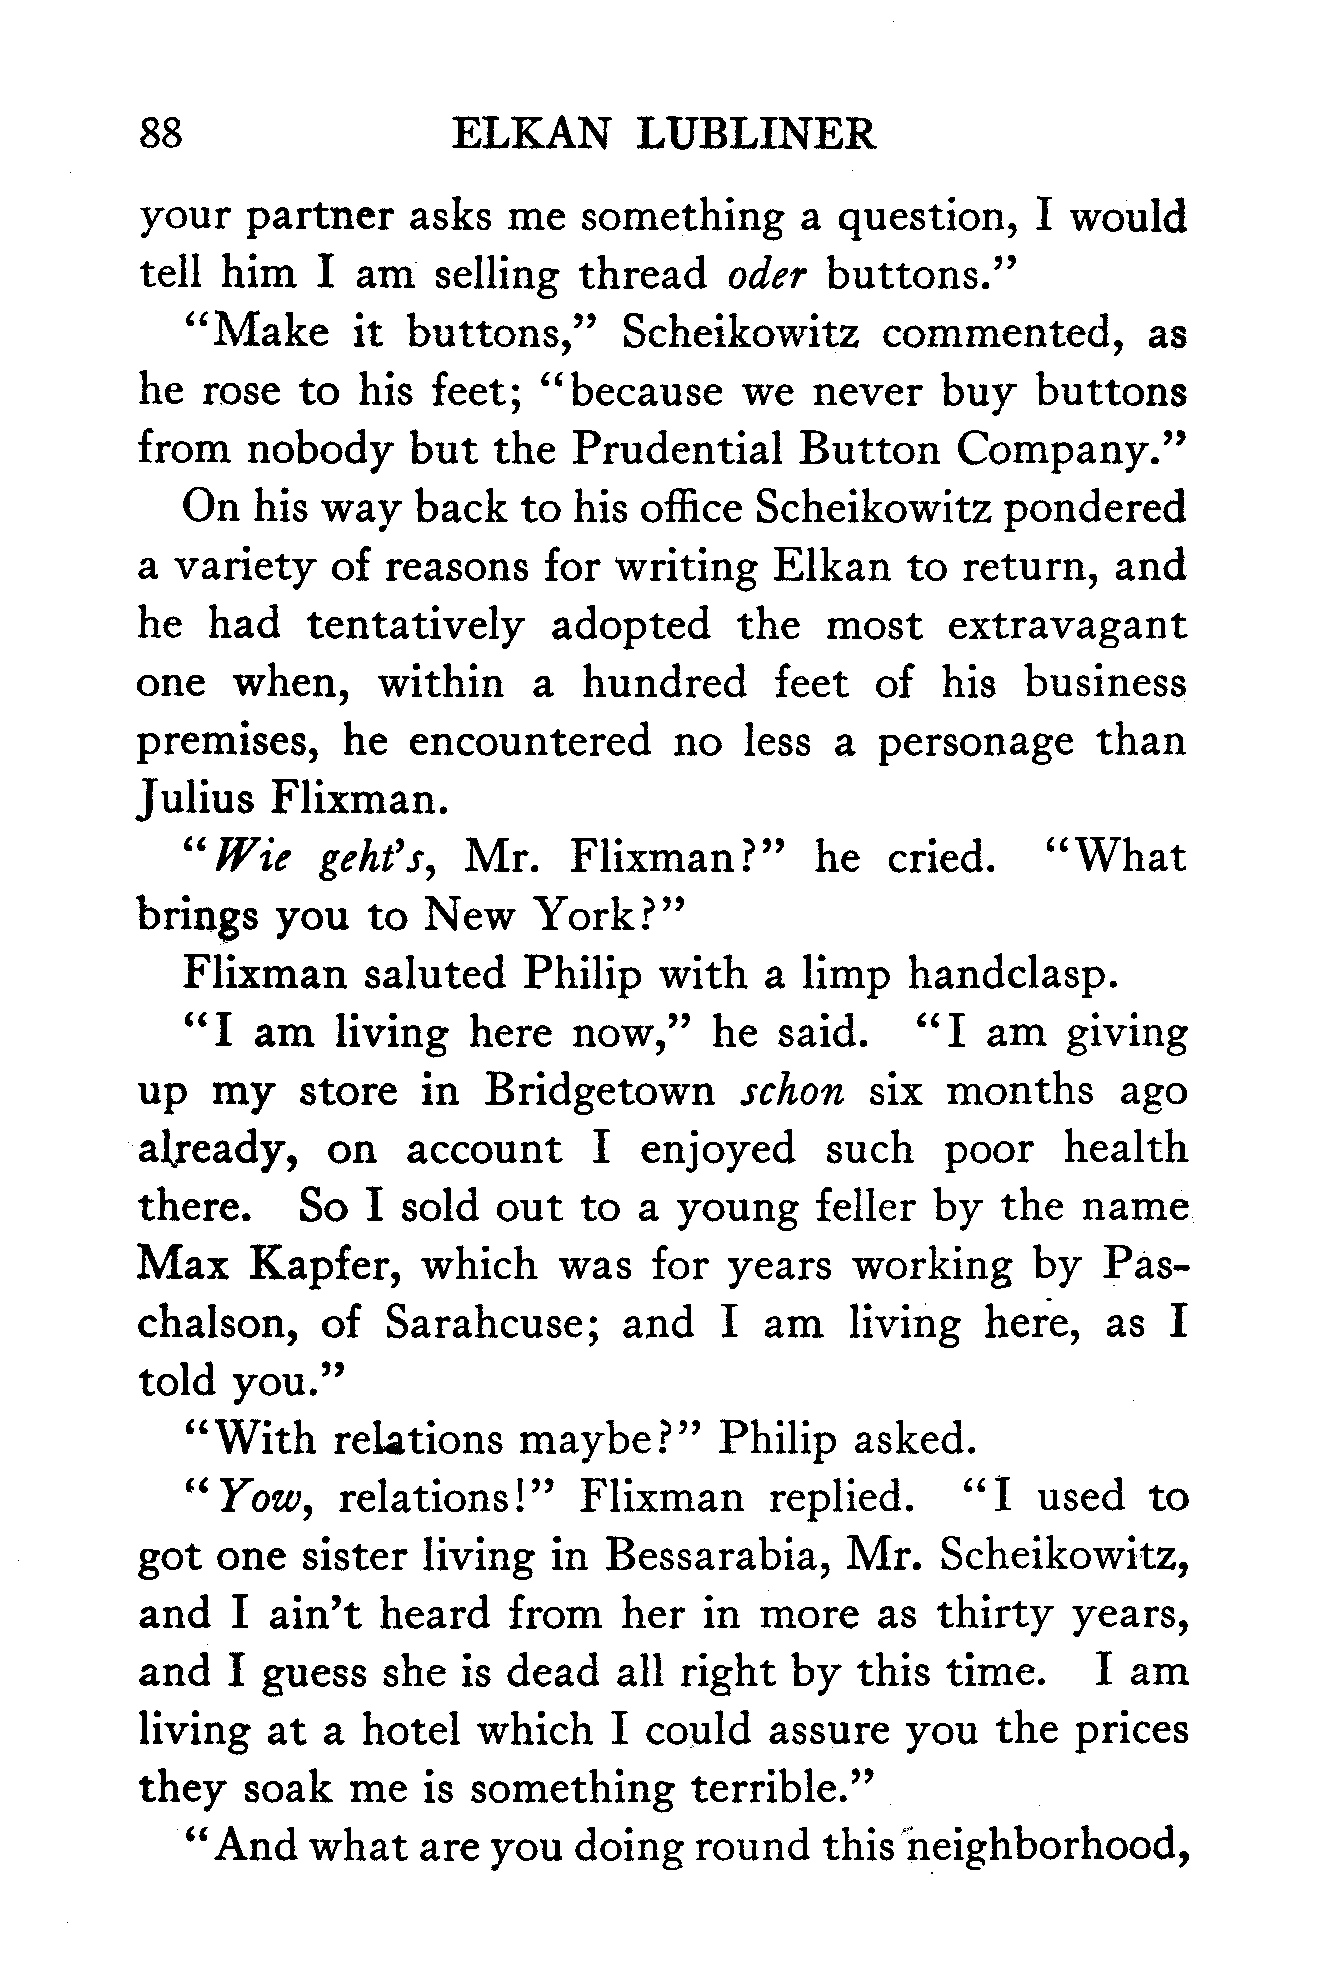 88 ELKAN LUBLINER
your partner asks me something a question, I would
tell him I am selling thread oder buttons."
"Make it buttons," Scheikowitz commented, as
he rose to his feet; "because we never buy buttons
from nobody but the Prudential Button Company."
On his way back to his office Scheikowitz pondered
a variety of reasons for writing Elkan to return, and
he had tentatively adopted the most extravagant
one when, within a hundred feet of his business
premises, he encountered no less a personage than
Julius Flixman.
"Wie geht's, Mr. Flixman?" he cried. "What
brings you to New York?"
Flixman saluted Philip with a limp handclasp.
"I am living here now," he said. "I am giving
up my store in Bridgetown schon six months ago
already, on account I enjoyed such poor health
there. So I sold out to a young feller by the name
Max Kapfer, which was for years working by Pas-
chalson, of Sarahcuse; and I am living here, as I
told you."
"With relations maybe?" Philip asked.
"Yow, relations!" Flixman replied. "I used to
got one sister living in Bessarabia, Mr. Scheikowitz,
and I ain't heard from her in more as thirty years,
and I guess she is dead all right by this time. I am
living at a hotel which I could assure you the prices
they soak me is something terrible."
"And what are you doing round this neighborhood,